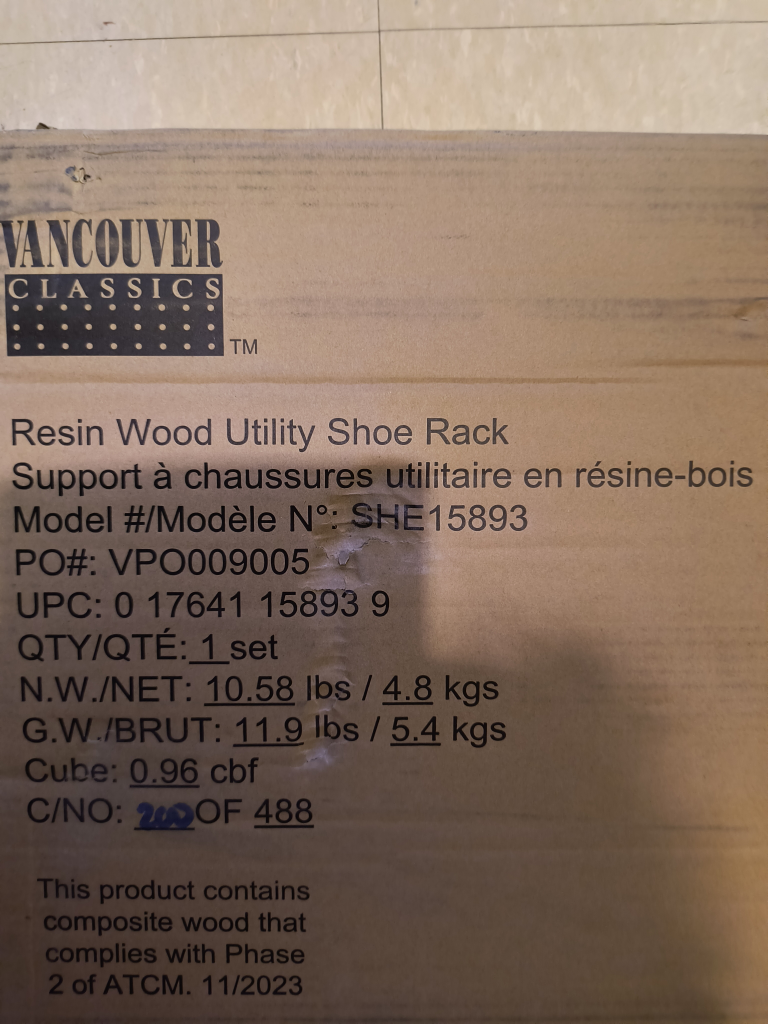 VANCOUVER
CLASSICS
TM
Resin Wood Utility Shoe Rack
Support à chaussures utilitaire en résine-bois
Model #/Modèle N°: SHE15893
PO#: VPO009005
UPC: 0 17641 15893 9
QTY/QTÉ: 1 set
N.W./NET: 10.58 lbs / 4.8 kgs
G.W./BRUT: 11.9 lbs / 5.4 kgs
Cube: 0.96 cbf
C/NO: 200 OF 488
This product contains
composite wood that
complies with Phase
2 of ATCM. 11/2023